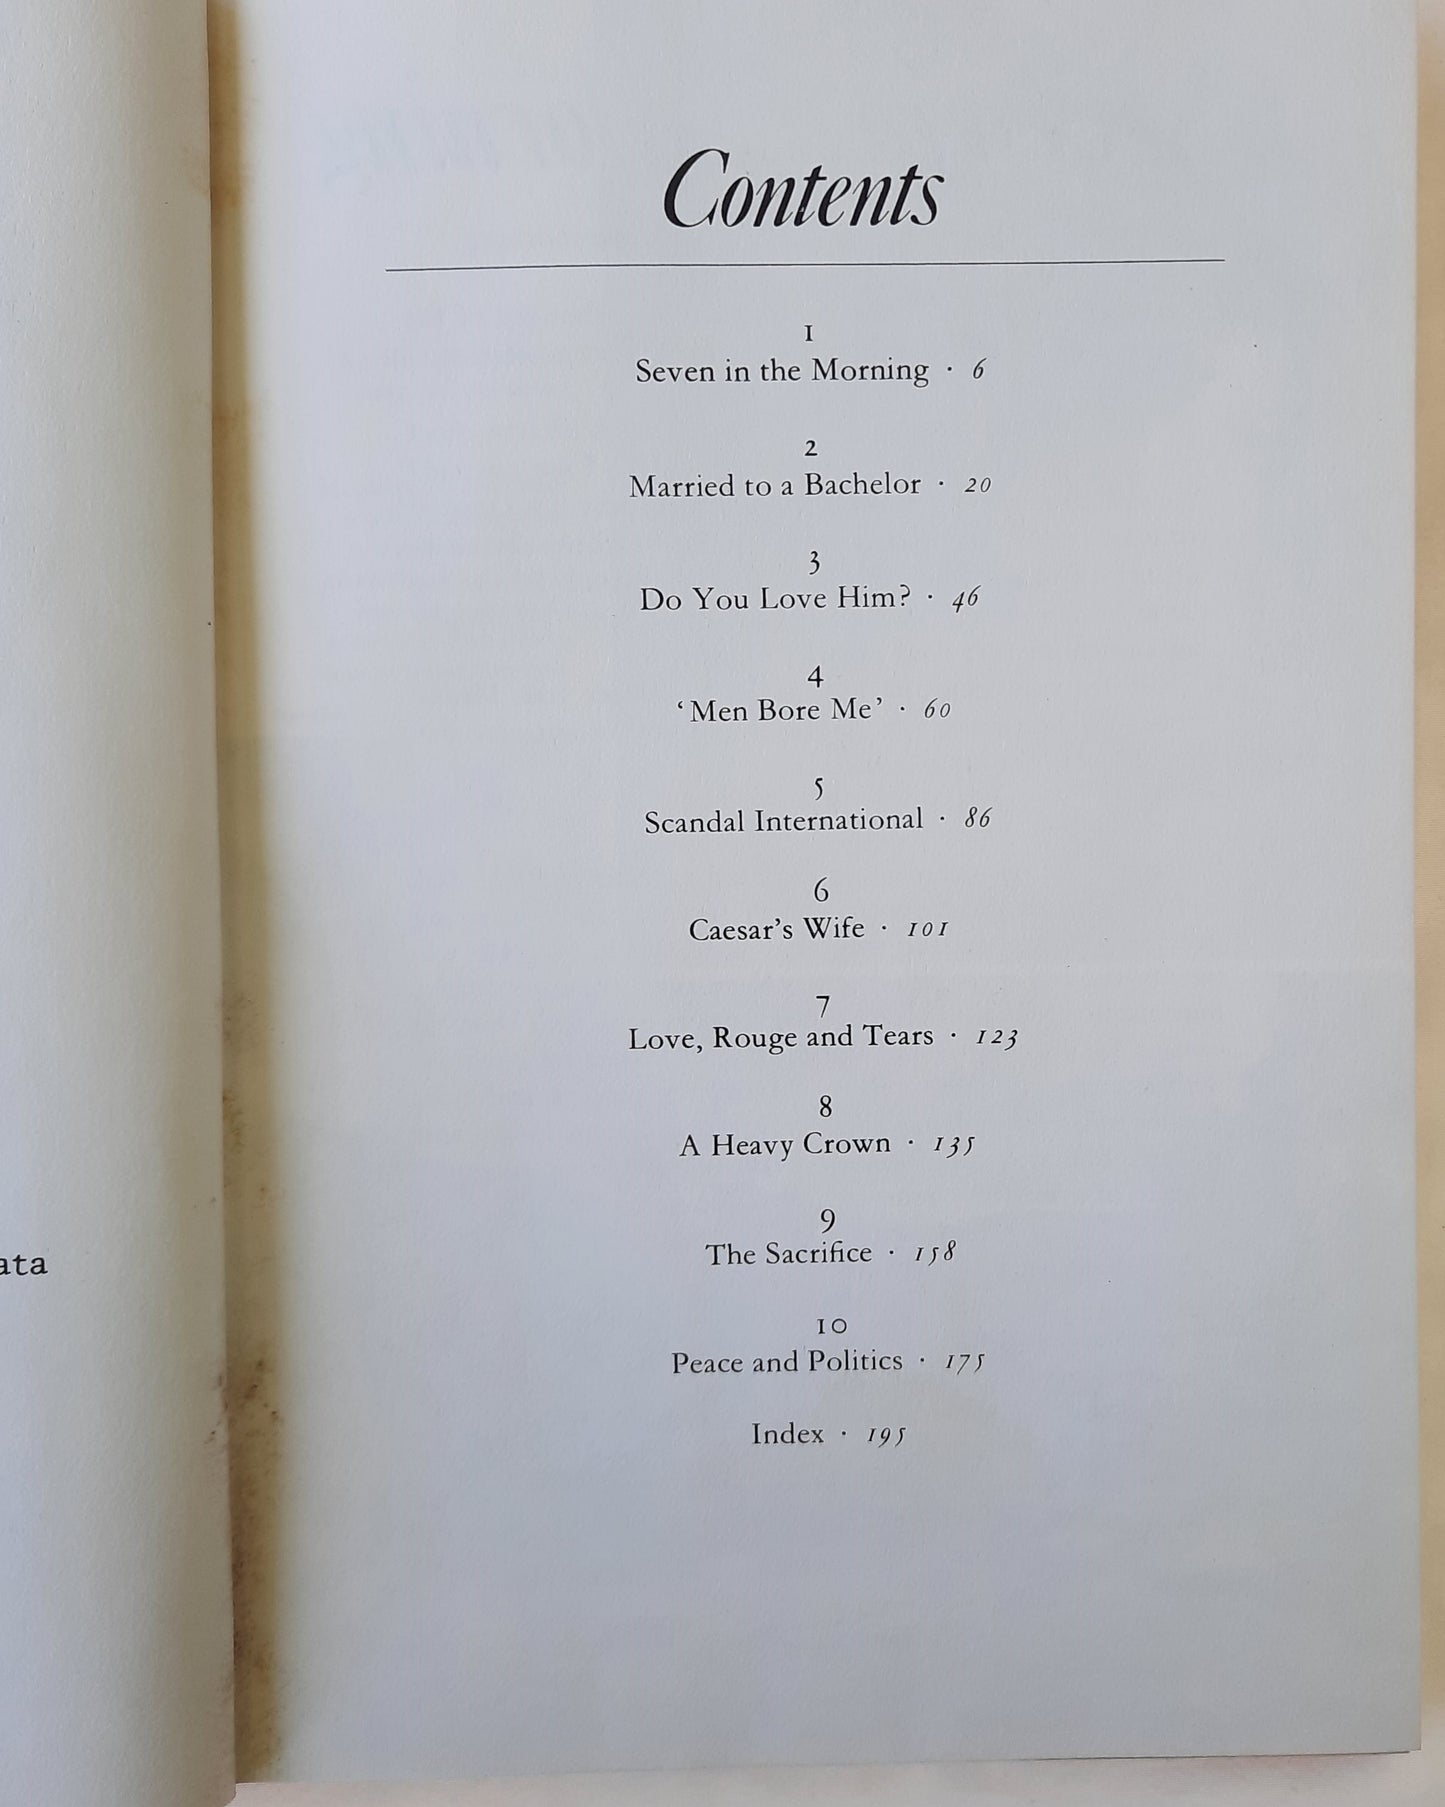 Contents
1
Seven in the Morning · 6
2
Married to a Bachelor · 20
3
Do You Love Him? · 46
4
‘Men Bore Me’ · 60
5
Scandal International · 86
6
Caesar’s Wife · 101
7
Love, Rouge and Tears · 123
8
A Heavy Crown · 135
9
The Sacrifice · 158
10
Peace and Politics · 175
Index · 195